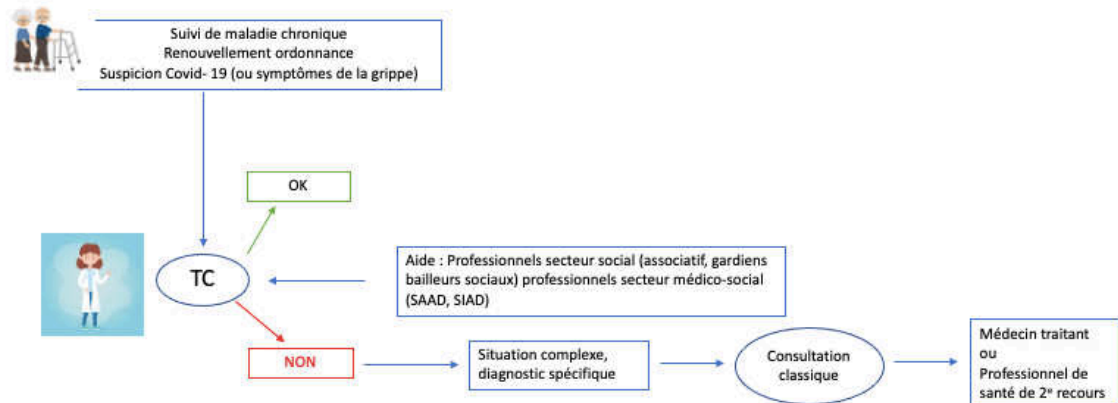 Suivi de maladie chronique
Renouvellement ordonnance
Suspicion Covid- 19 (ou symptômes de la grippe)
OK
TC
Aide : Professionnels secteur social (associatif, gardiens
bailleurs sociaux) professionnels secteur médico-social
(SAAD, SIAD)
NON
Situation complexe,
diagnostic spécifique
Consultation
classique
Médecin traitant
ou
Professionnel de
santé de 2ᵉ recours